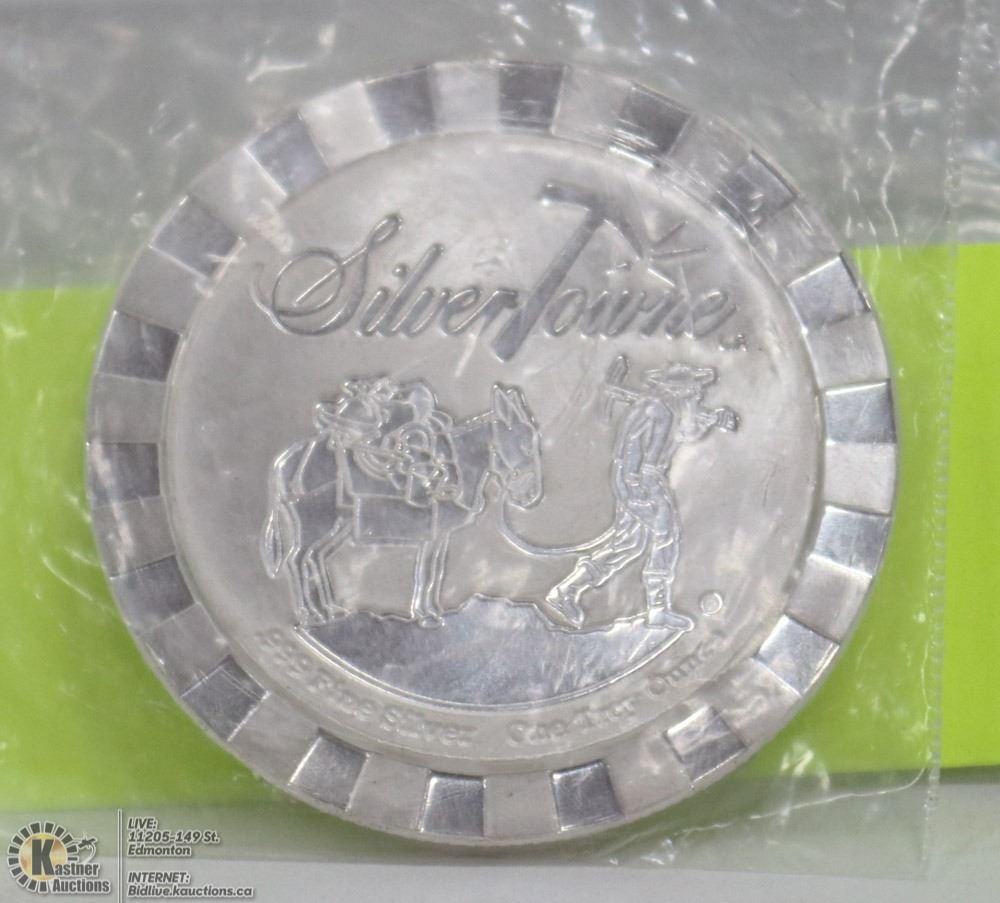 SilverTowne
.999 Fine Silver One Troy Ounce
Kastner
Auctions
LIVE:
11205-149 St.
Edmonton
INTERNET:
Bidlive.kauctions.ca